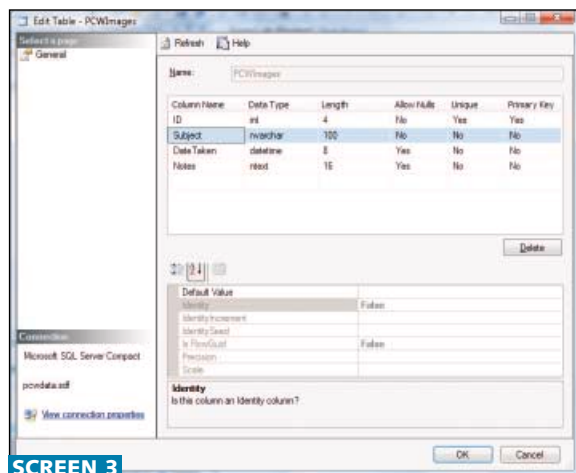 Edit Table - PCWImages
Select a page
General
Refresh Help
Name: PCWImages
Column Name Data Type Length Allow Nulls Unique Primary Key
ID int 4 No Yes Yes
Subject nvarchar 100 No No No
DateTaken datetime 8 Yes No No
Notes ntext 16 Yes No No
Delete
Default Value
Identity False
Identity Increment
Identity Seed
Is RowGuid False
Precision
Scale
Identity
Is this column an Identity column?
Connection
Microsoft SQL Server Compact
pcwdata.sdf
View connection properties
OK Cancel
SCREEN 3